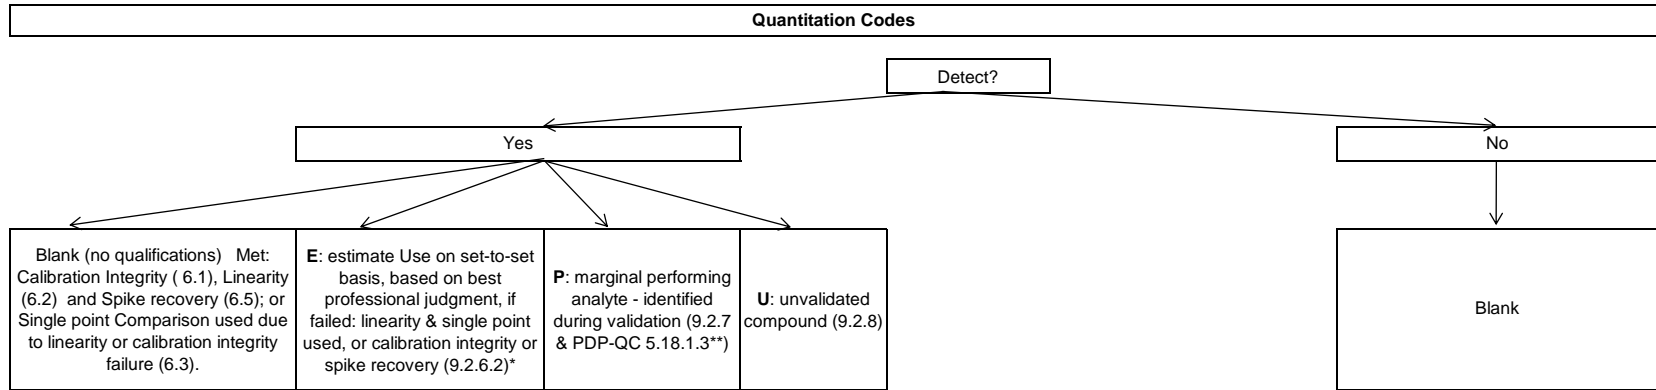 Quantitation Codes
Detect?
Yes
No
Blank (no qualifications) Met:
Calibration Integrity ( 6.1), Linearity
(6.2) and Spike recovery (6.5); or
Single point Comparison used due
to linearity or calibration integrity
failure (6.3).
E: estimate Use on set-to-set
basis, based on best
professional judgment, if
failed: linearity & single point
used, or calibration integrity or
spike recovery (9.2.6.2)*
P: marginal performing
analyte - identified
during validation (9.2.7
& PDP-QC 5.18.1.3**)
U: unvalidated
compound (9.2.8)
Blank